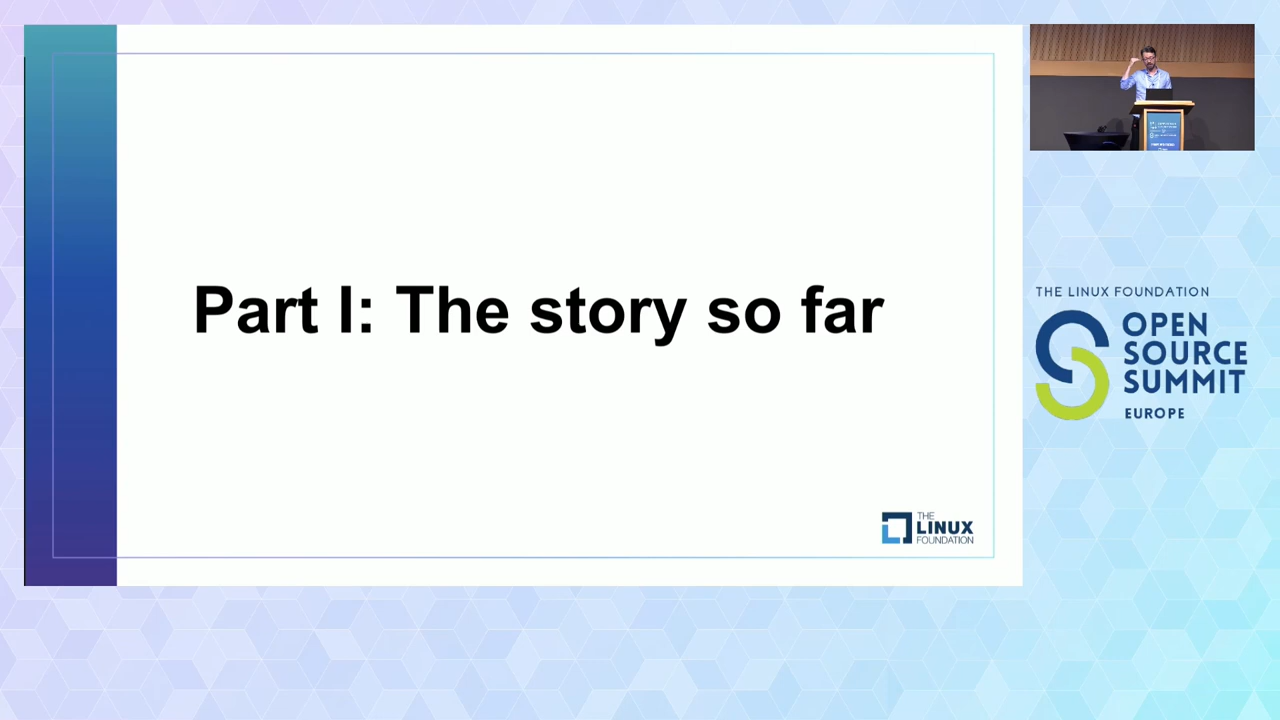 Part I: The story so far
THE
LINUX
FOUNDATION
THE LINUX FOUNDATION
OPEN
SOURCE
SUMMIT
EUROPE